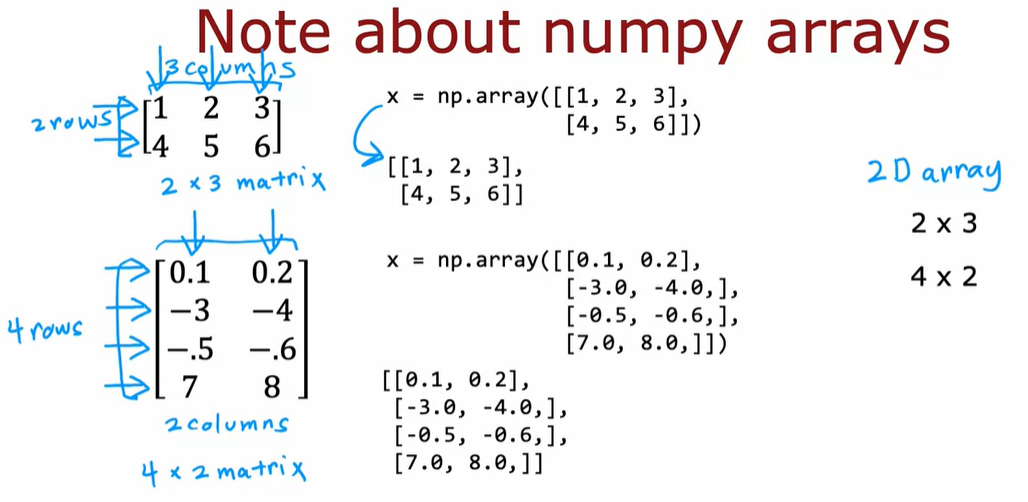 Note about numpy arrays
3 columns
2 rows
1 2 3
4 5 6
2 x 3 matrix
x = np.array([[1, 2, 3],
[4, 5, 6]])
[[1, 2, 3],
[4, 5, 6]]
2D array
2 x 3
4 x 2
4 rows
0.1 0.2
−3 −4
−.5 −.6
7 8
2 columns
4 x 2 matrix
x = np.array([[0.1, 0.2],
[-3.0, -4.0,],
[-0.5, -0.6,],
[7.0, 8.0,]])
[[0.1, 0.2],
[-3.0, -4.0,],
[-0.5, -0.6,],
[7.0, 8.0,]]